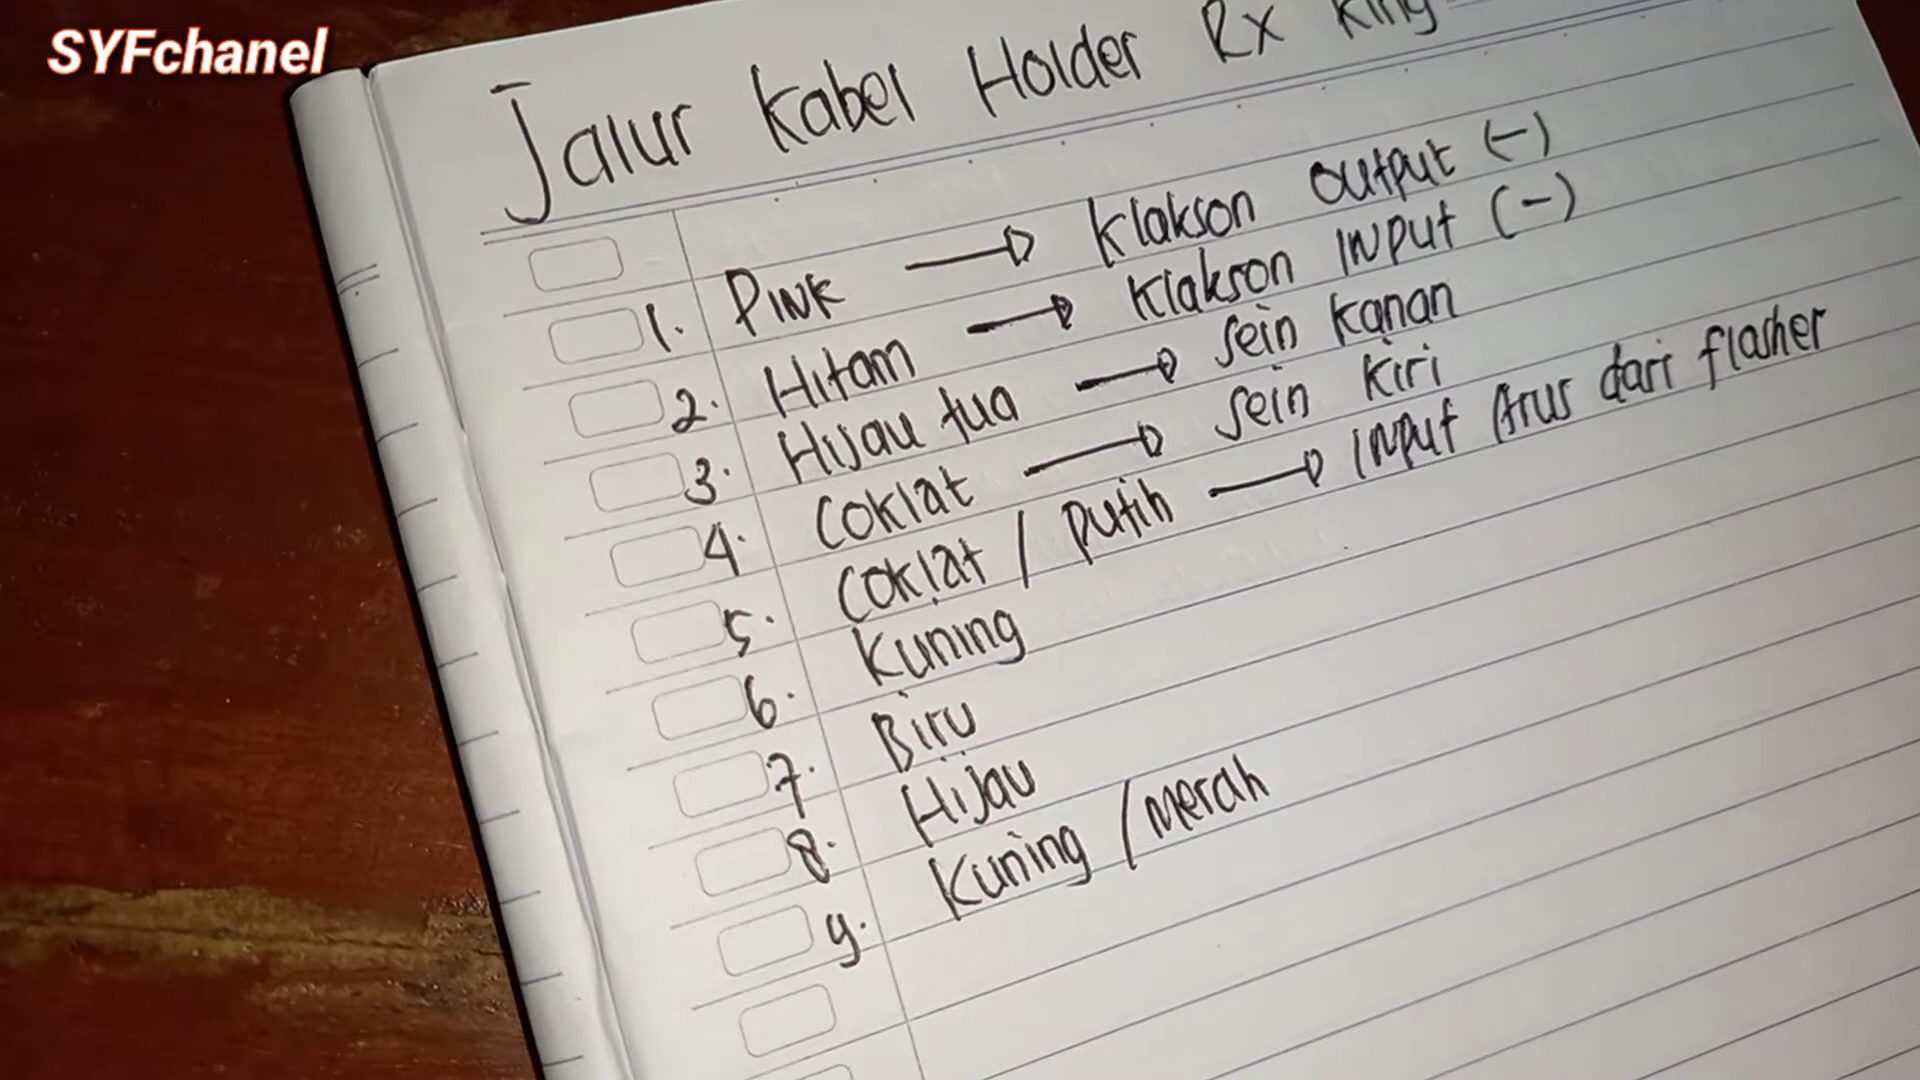 SYFchanel
Jalur Kabel Holder Rx King
1. Pink → Klakson output (-)
2. Hitam → Klakson input (-)
3. Hijau tua → sein kanan
4. Coklat → sein kiri
5. Coklat / putih → input Arus dari flasher
6. Kuning
7. Biru
8. Hijau
9. Kuning / merah